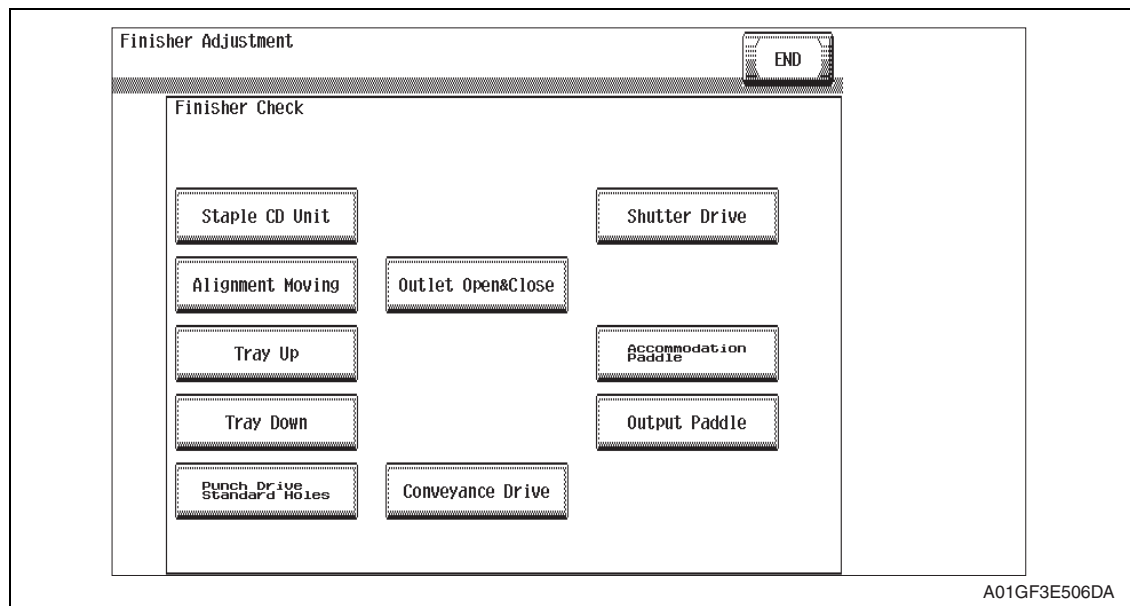 Finisher Adjustment
END
Finisher Check
Staple CD Unit
Shutter Drive
Alignment Moving
Outlet Open&Close
Tray Up
Accommodation
Paddle
Tray Down
Output Paddle
Punch Drive
Standard Holes
Conveyance Drive
A01GF3E506DA